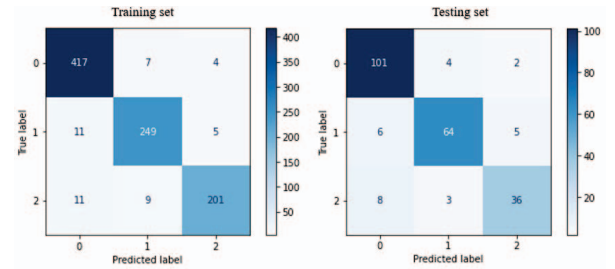 Training set
0 417 7 4
1 11 249 5
2 11 9 201
0 1 2
True label
Predicted label
400
350
300
250
200
150
100
50
Testing set
0 101 4 2
1 6 64 5
2 8 3 36
0 1 2
True label
Predicted label
100
80
60
40
20